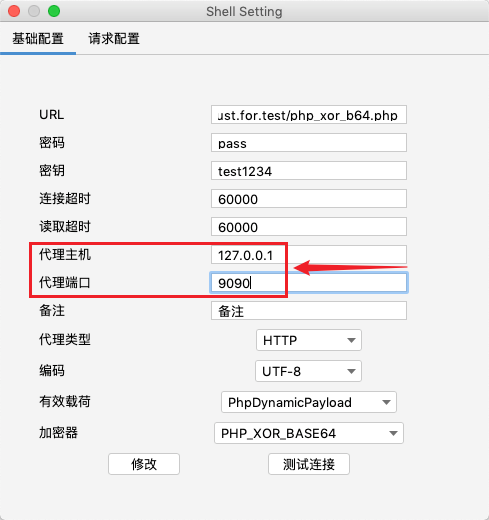 Shell Setting
基础配置 请求配置
URL ust.for.test/php_xor_b64.php
密码 pass
密钥 test1234
连接超时 60000
读取超时 60000
代理主机 127.0.0.1
代理端口 9090
备注 备注
代理类型 HTTP
编码 UTF-8
有效载荷 PhpDynamicPayload
加密器 PHP_XOR_BASE64
修改 测试连接